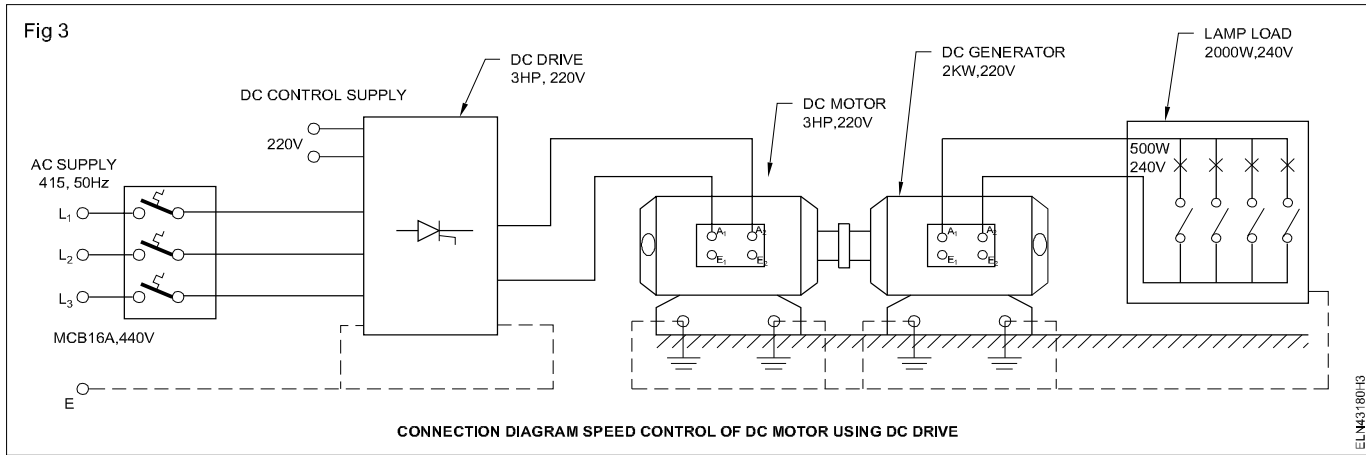 Fig 3
DC DRIVE
3HP, 220V
DC CONTROL SUPPLY
220V
AC SUPPLY
415, 50Hz
L1
L2
L3
MCB16A,440V
E
DC MOTOR
3HP,220V
DC GENERATOR
2KW,220V
LAMP LOAD
2000W,240V
500W
240V
A1 A2
E1 E2
A1 A2
E1 E2
CONNECTION DIAGRAM SPEED CONTROL OF DC MOTOR USING DC DRIVE
ELN43180H3